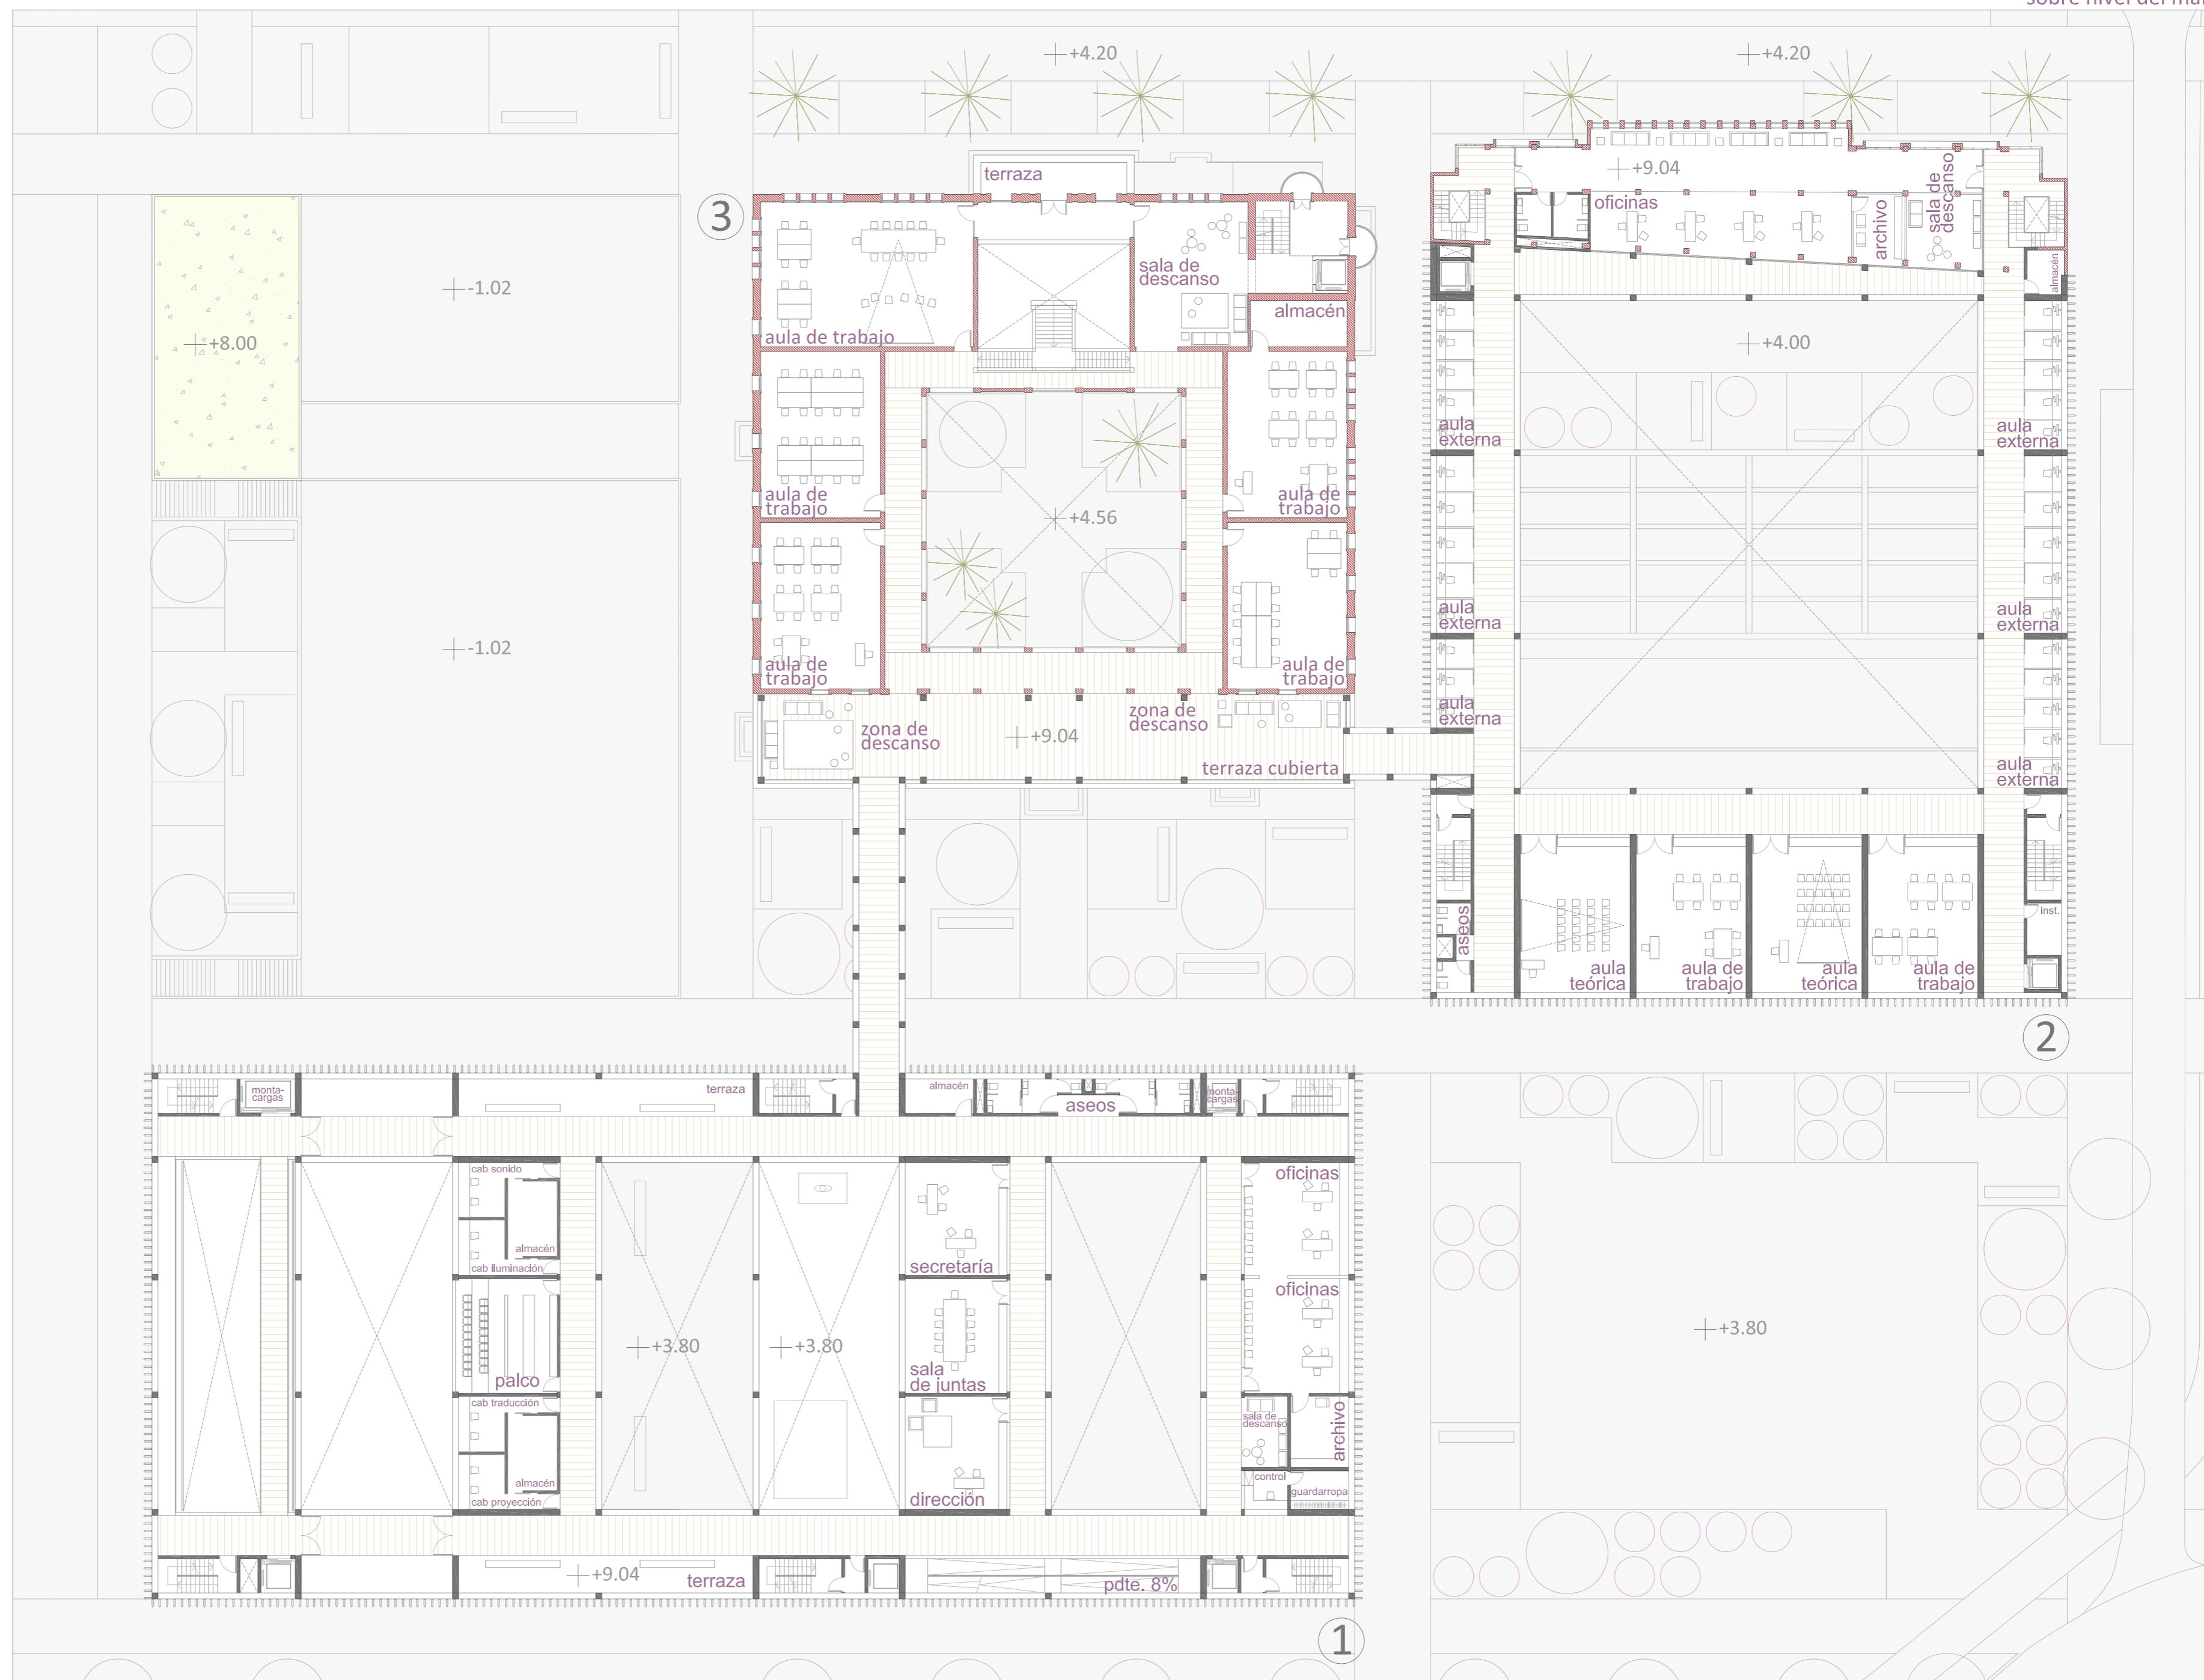 sobre nivel del mar
+4.20
+4.20
terraza
3
+9.04
oficinas
archivo
sala de
descanso
almacén
sala de
descanso
almacén
aula de trabajo
-1.02
+8.00
+4.00
aula
externa
aula
externa
aula de
trabajo
aula de
trabajo
+4.56
aula
externa
aula
externa
-1.02
aula de
trabajo
aula de
trabajo
zona de
descanso
+9.04
zona de
descanso
terraza cubierta
aula
externa
aula
externa
aseos
inst.
aula
teórica
aula de
trabajo
aula
teórica
aula de
trabajo
2
monta-
cargas
terraza
almacén
aseos
monta-
cargas
cab sonido
almacén
cab iluminación
secretaría
oficinas
oficinas
palco
+3.80
+3.80
sala
de juntas
+3.80
cab traducción
almacén
cab proyección
dirección
sala de
descanso
archivo
control
guardarropa
+9.04
terraza
pdte. 8%
1